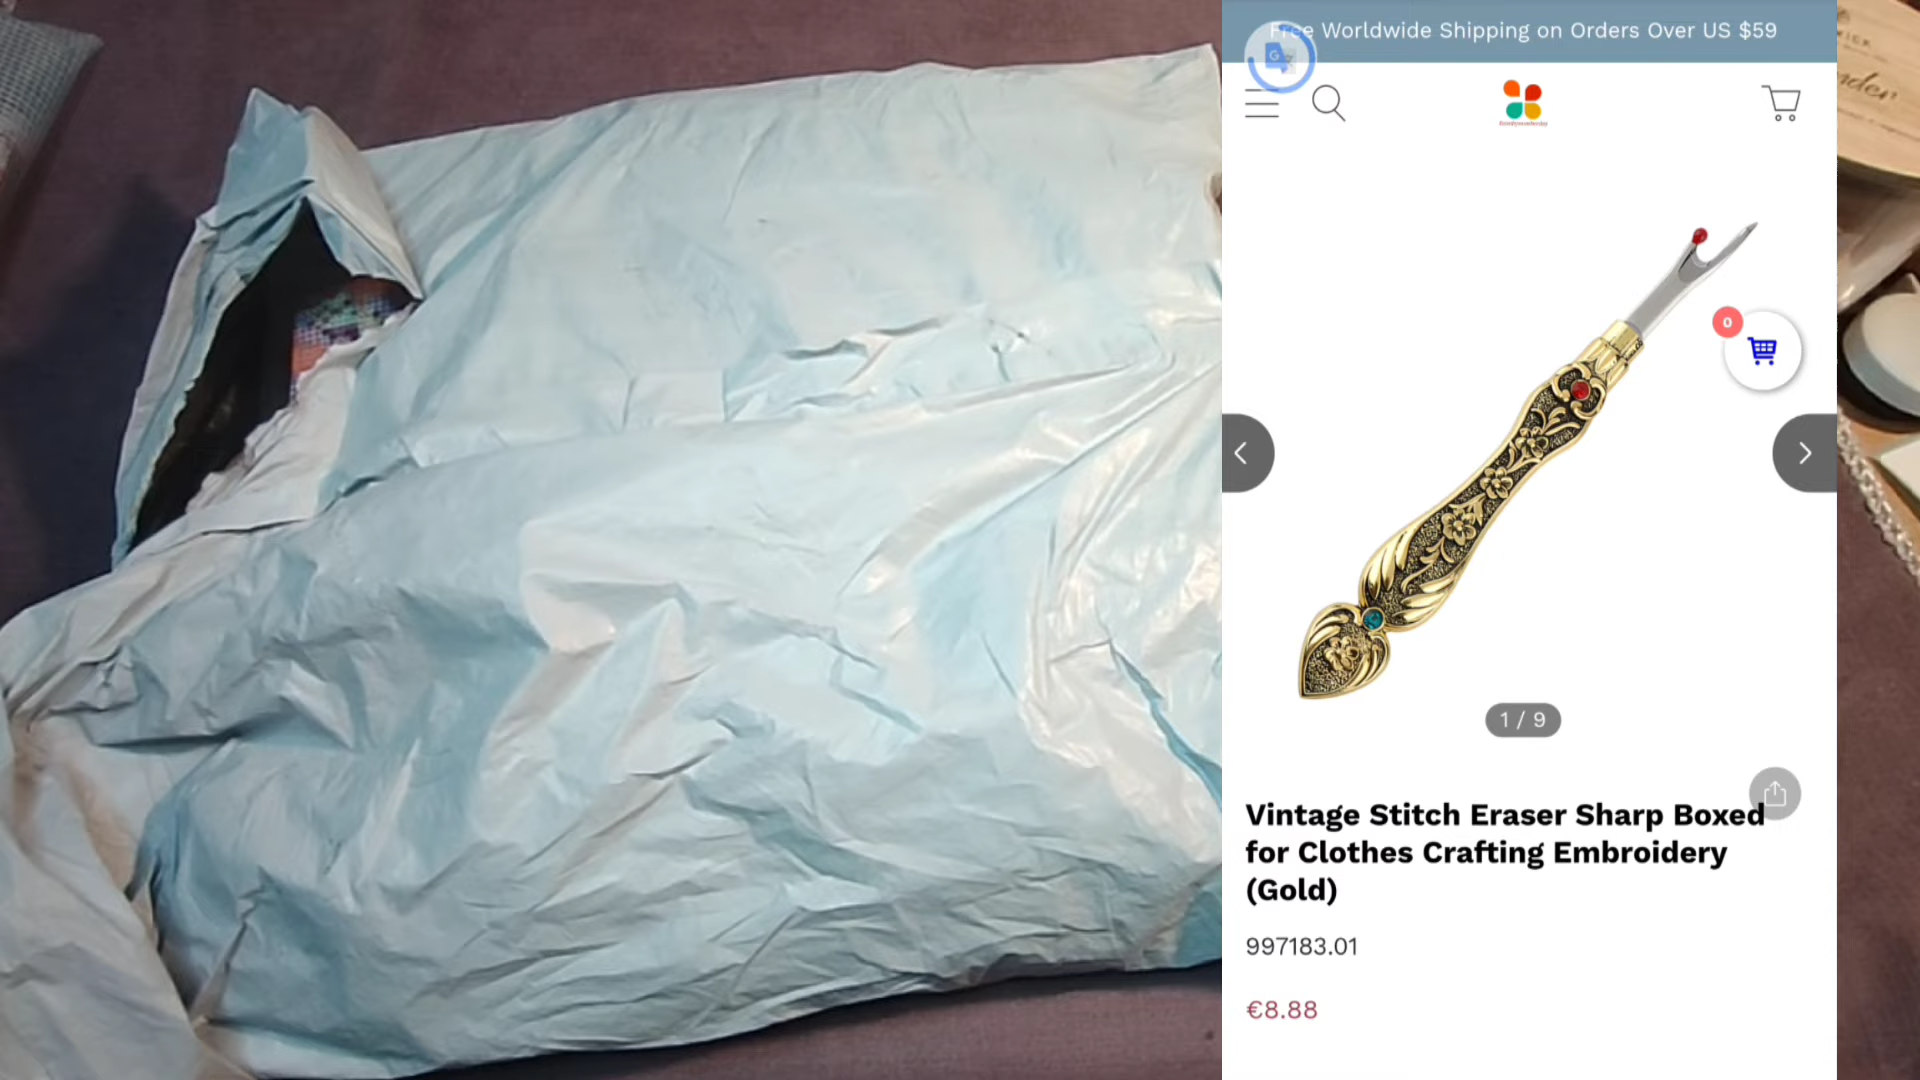 Free Worldwide Shipping on Orders Over US $59
0
1 / 9
Vintage Stitch Eraser Sharp Boxed
for Clothes Crafting Embroidery
(Gold)
997183.01
€8.88